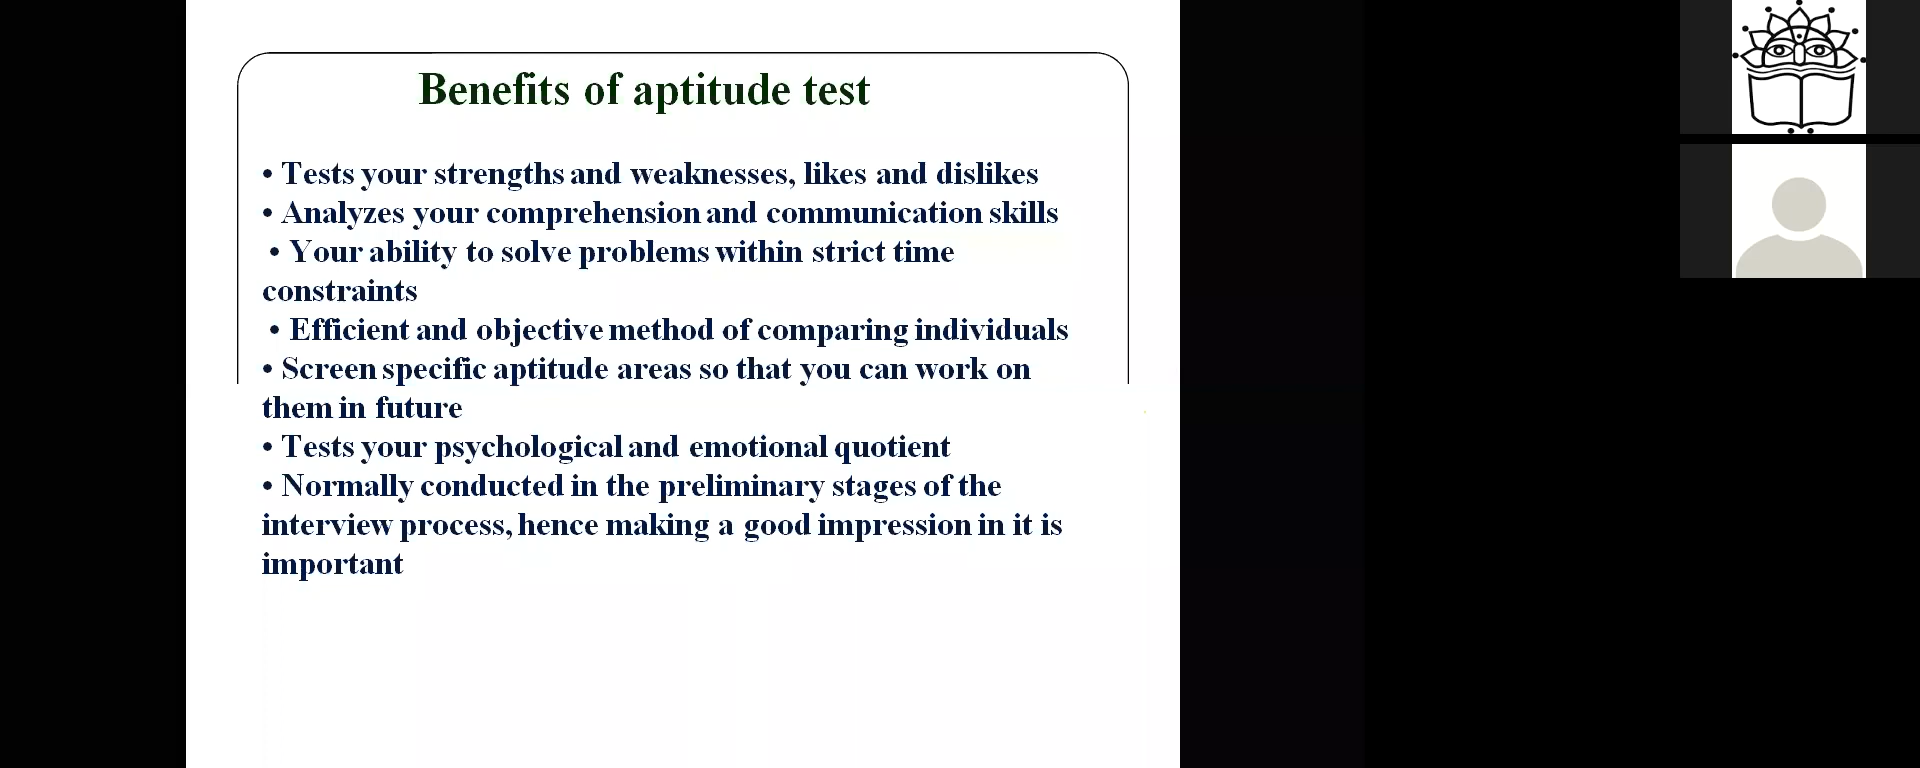 Benefits of aptitude test
• Tests your strengths and weaknesses, likes and dislikes
• Analyzes your comprehension and communication skills
• Your ability to solve problems within strict time
constraints
• Efficient and objective method of comparing individuals
• Screen specific aptitude areas so that you can work on
them in future
• Tests your psychological and emotional quotient
• Normally conducted in the preliminary stages of the
interview process, hence making a good impression in it is
important